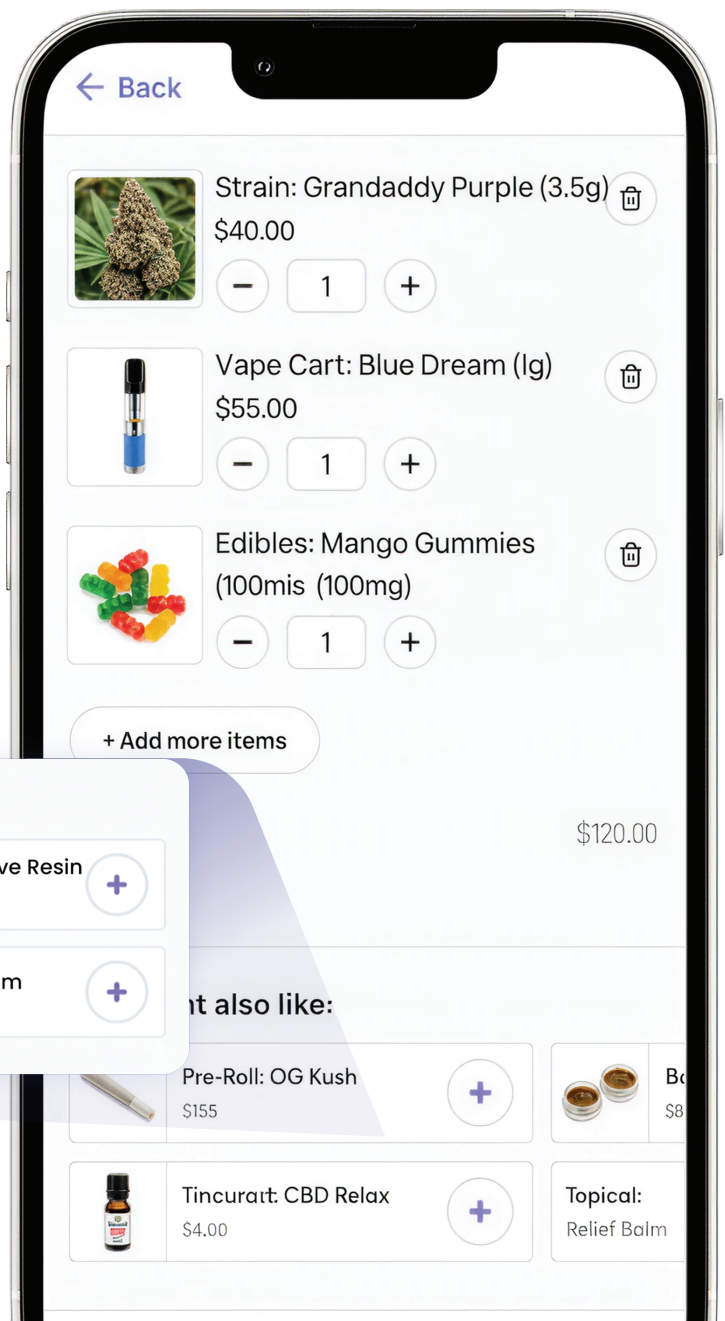 ← Back
Strain: Grandaddy Purple (3.5g)
$40.00
− 1 +
Vape Cart: Blue Dream (lg)
$55.00
− 1 +
Edibles: Mango Gummies
(100mis (100mg)
− 1 +
+ Add more items
$120.00
ve Resin +
m +
nt also like:
Pre-Roll: OG Kush
$155
+
$8
Tincuratt: CBD Relax
$4.00
+
Topical:
Relief Balm